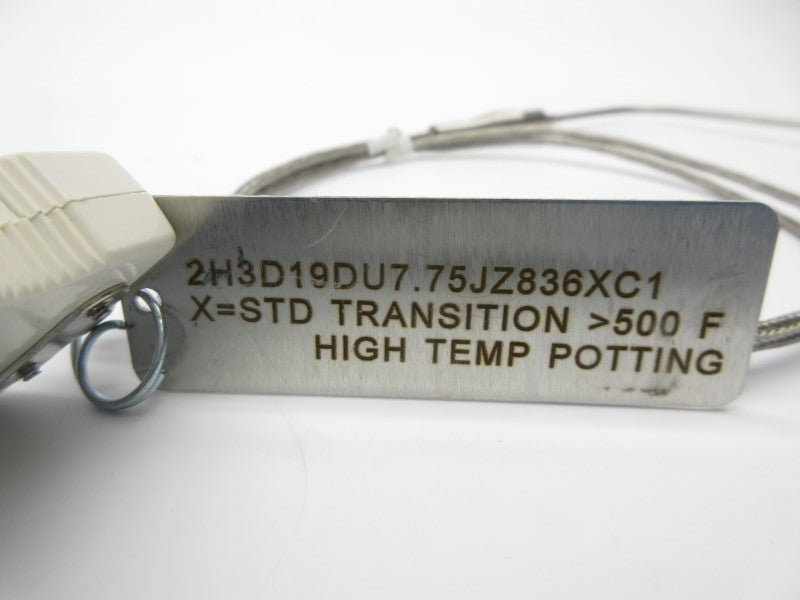 2H3D19DU7.75JZ836XC1
X=STD TRANSITION >500 F
HIGH TEMP POTTING